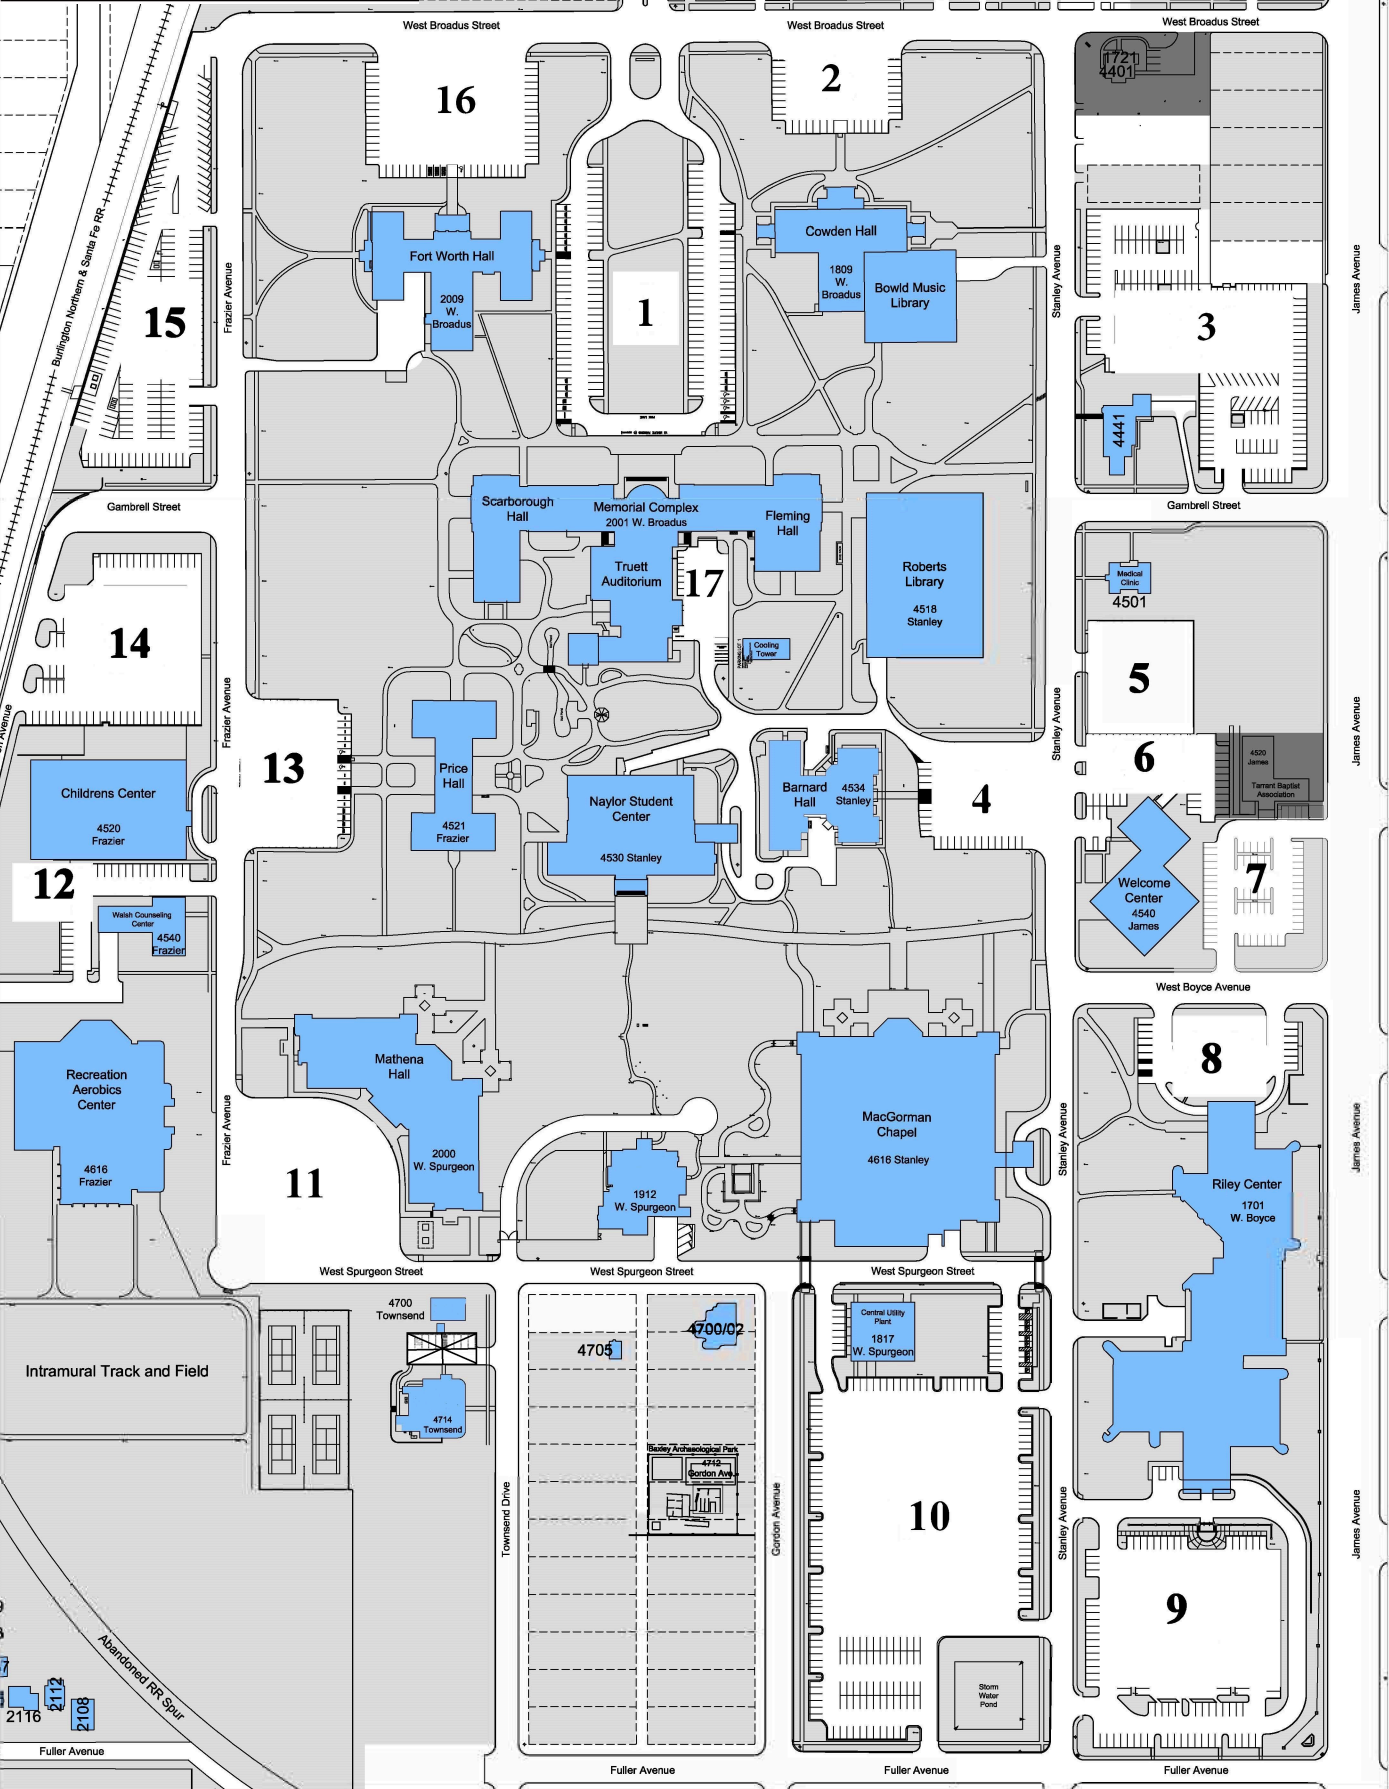 West Broadus Street
West Broadus Street
West Broadus Street
16
2
1721
4401
Burlington Northern & Santa Fe RR
15
Frazier Avenue
Fort Worth Hall
2009
W.
Broadus
1
Cowden Hall
1809
W.
Broadus
Bowld Music
Library
Stanley Avenue
3
James Avenue
4441
Gambrell Street
Gambrell Street
Scarborough
Hall
Memorial Complex
2001 W. Broadus
Fleming
Hall
Truett
Auditorium
17
Roberts
Library
4518
Stanley
Medical
Clinic
4501
14
Cooling
Tower
5
Frazier Avenue
Stanley Avenue
James Avenue
13
Price
Hall
4521
Frazier
Naylor Student
Center
4530 Stanley
Barnard
Hall
4534
Stanley
4
6
4520
James
Tarrant Baptist
Association
Childrens Center
4520
Frazier
12
Walsh Counseling
Center
4540
Frazier
7
Welcome
Center
4540
James
West Boyce Avenue
Recreation
Aerobics
Center
4616
Frazier
Frazier Avenue
Mathena
Hall
2000
W. Spurgeon
11
1912
W. Spurgeon
MacGorman
Chapel
4616 Stanley
Stanley Avenue
8
James Avenue
Riley Center
1701
W. Boyce
West Spurgeon Street
West Spurgeon Street
West Spurgeon Street
4700
Townsend
4705
4700/02
Central Utility
Plant
1817
W. Spurgeon
Intramural Track and Field
4714
Townsend
Baxley Archaeological Park
4712
Gordon Ave.
Townsend Drive
Gordon Avenue
10
Stanley Avenue
James Avenue
9
Abandoned RR Spur
2116
2112
2108
Storm
Water
Pond
Fuller Avenue
Fuller Avenue
Fuller Avenue
Fuller Avenue